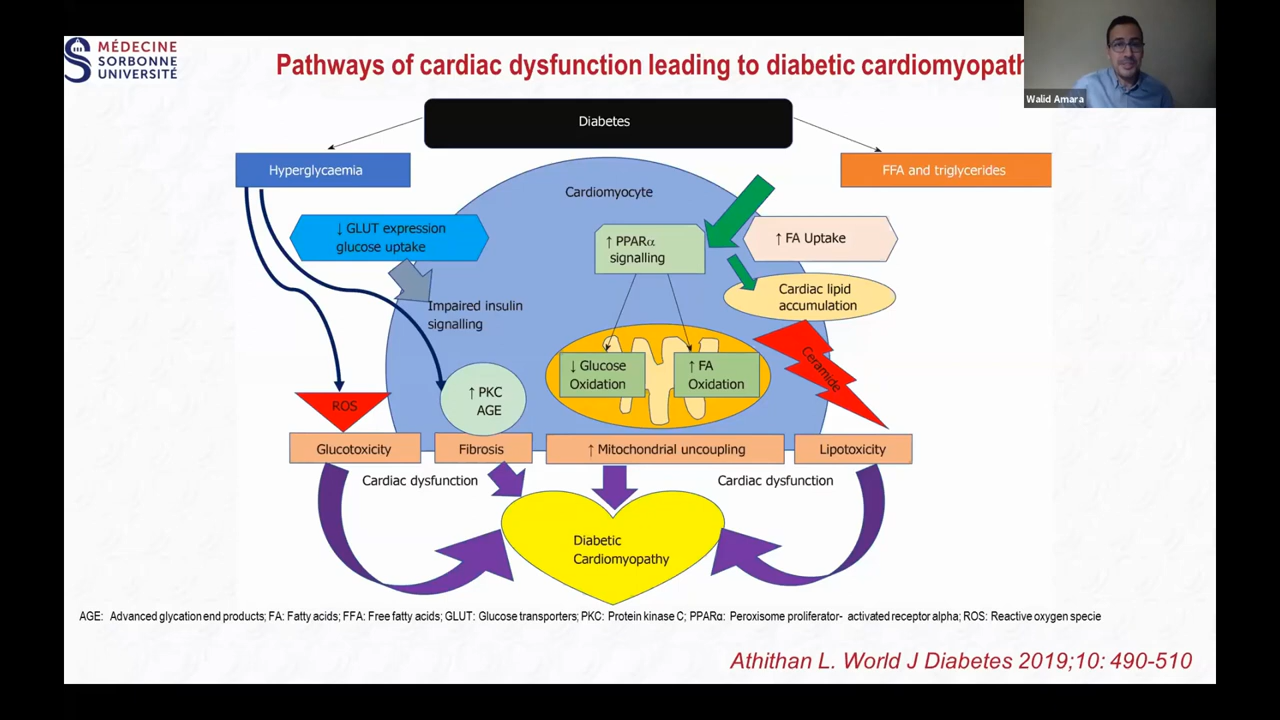 MÉDECINE
SORBONNE
UNIVERSITÉ
Pathways of cardiac dysfunction leading to diabetic cardiomyopath
Walid Amara
Diabetes
Hyperglycaemia
FFA and triglycerides
Cardiomyocyte
↓ GLUT expression
glucose uptake
↑ PPARα
signalling
↑ FA Uptake
Cardiac lipid
accumulation
Impaired insulin
signalling
Ceramide
↓ Glucose
Oxidation
↑ FA
Oxidation
ROS
↑ PKC
AGE
Glucotoxicity
Fibrosis
↑ Mitochondrial uncoupling
Lipotoxicity
Cardiac dysfunction
Cardiac dysfunction
Diabetic
Cardiomyopathy
AGE: Advanced glycation end products; FA: Fatty acids; FFA: Free fatty acids; GLUT: Glucose transporters; PKC: Protein kinase C; PPARα: Peroxisome proliferator- activated receptor alpha; ROS: Reactive oxygen specie
Athithan L. World J Diabetes 2019;10: 490-510